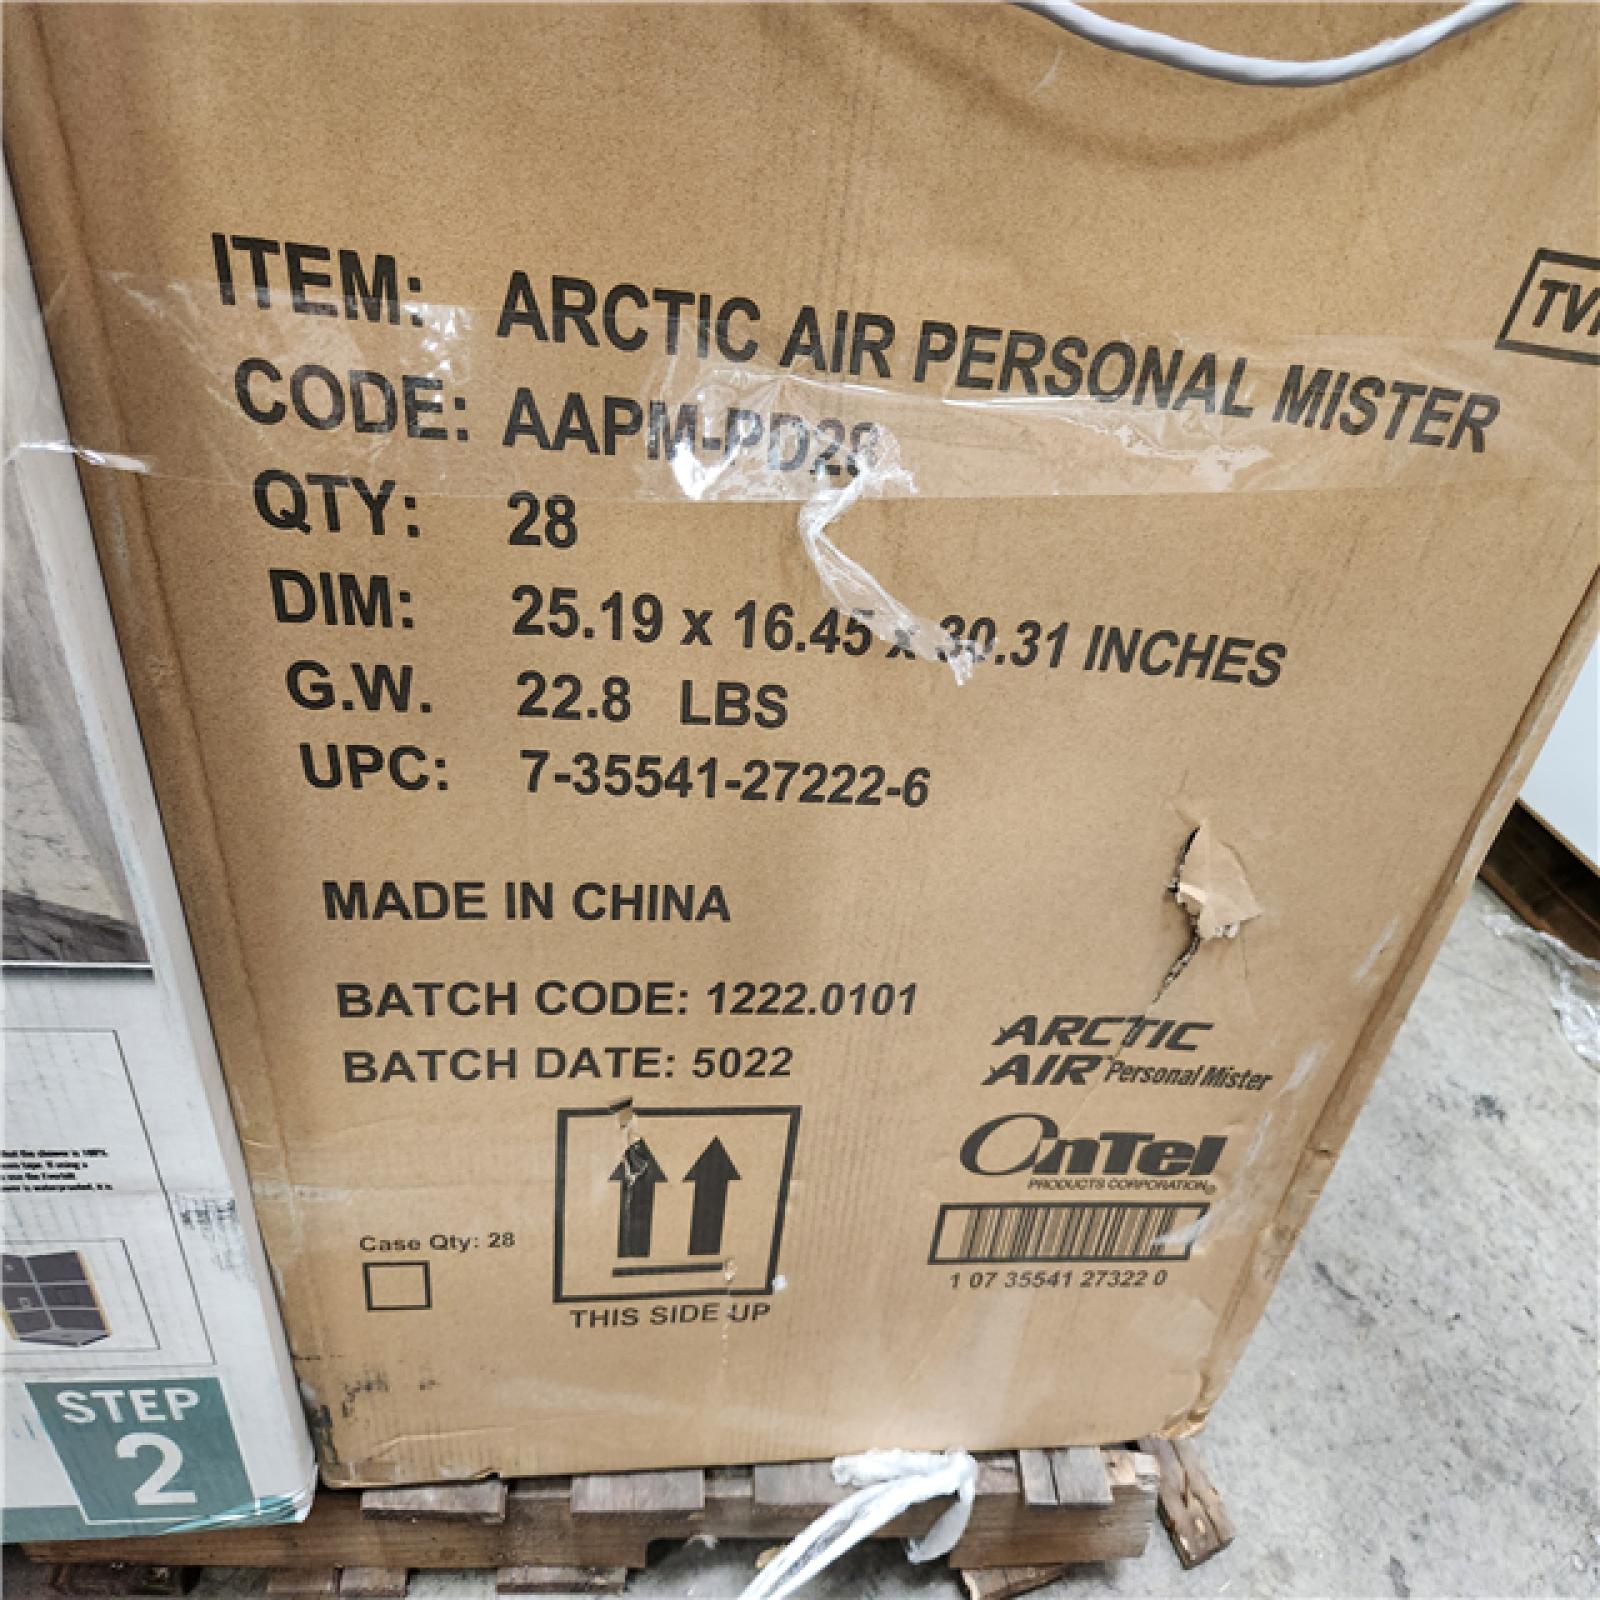 ITEM: ARCTIC AIR PERSONAL MISTER
CODE: AAPM-PD28
QTY: 28
DIM: 25.19 x 16.45 x 30.31 INCHES
G.W. 22.8 LBS
UPC: 7-35541-27222-6
MADE IN CHINA
BATCH CODE: 1222.0101
BATCH DATE: 5022
ARCTIC
AIR™ Personal Mister
OnTel
PRODUCTS CORPORATION®
1 07 35541 27322 0
Case Qty: 28
THIS SIDE UP
STEP
2